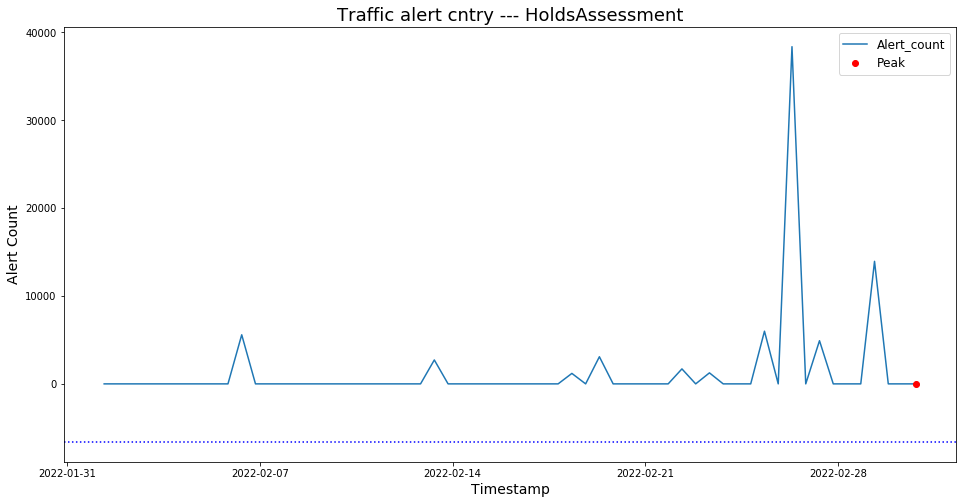 Traffic alert cntry --- HoldsAssessment
Alert_count
Peak
40000
30000
20000
10000
0
Alert Count
2022-01-31
2022-02-07
2022-02-14
2022-02-21
2022-02-28
Timestamp